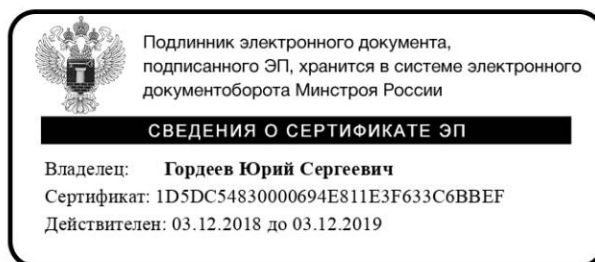 Подлинник электронного документа,
подписанного ЭП, хранится в системе электронного
документоборота Минстроя России
СВЕДЕНИЯ О СЕРТИФИКАТЕ ЭП
Владелец: Гордеев Юрий Сергеевич
Сертификат: 1D5DC54830000694E811E3F633C6BBEF
Действителен: 03.12.2018 до 03.12.2019